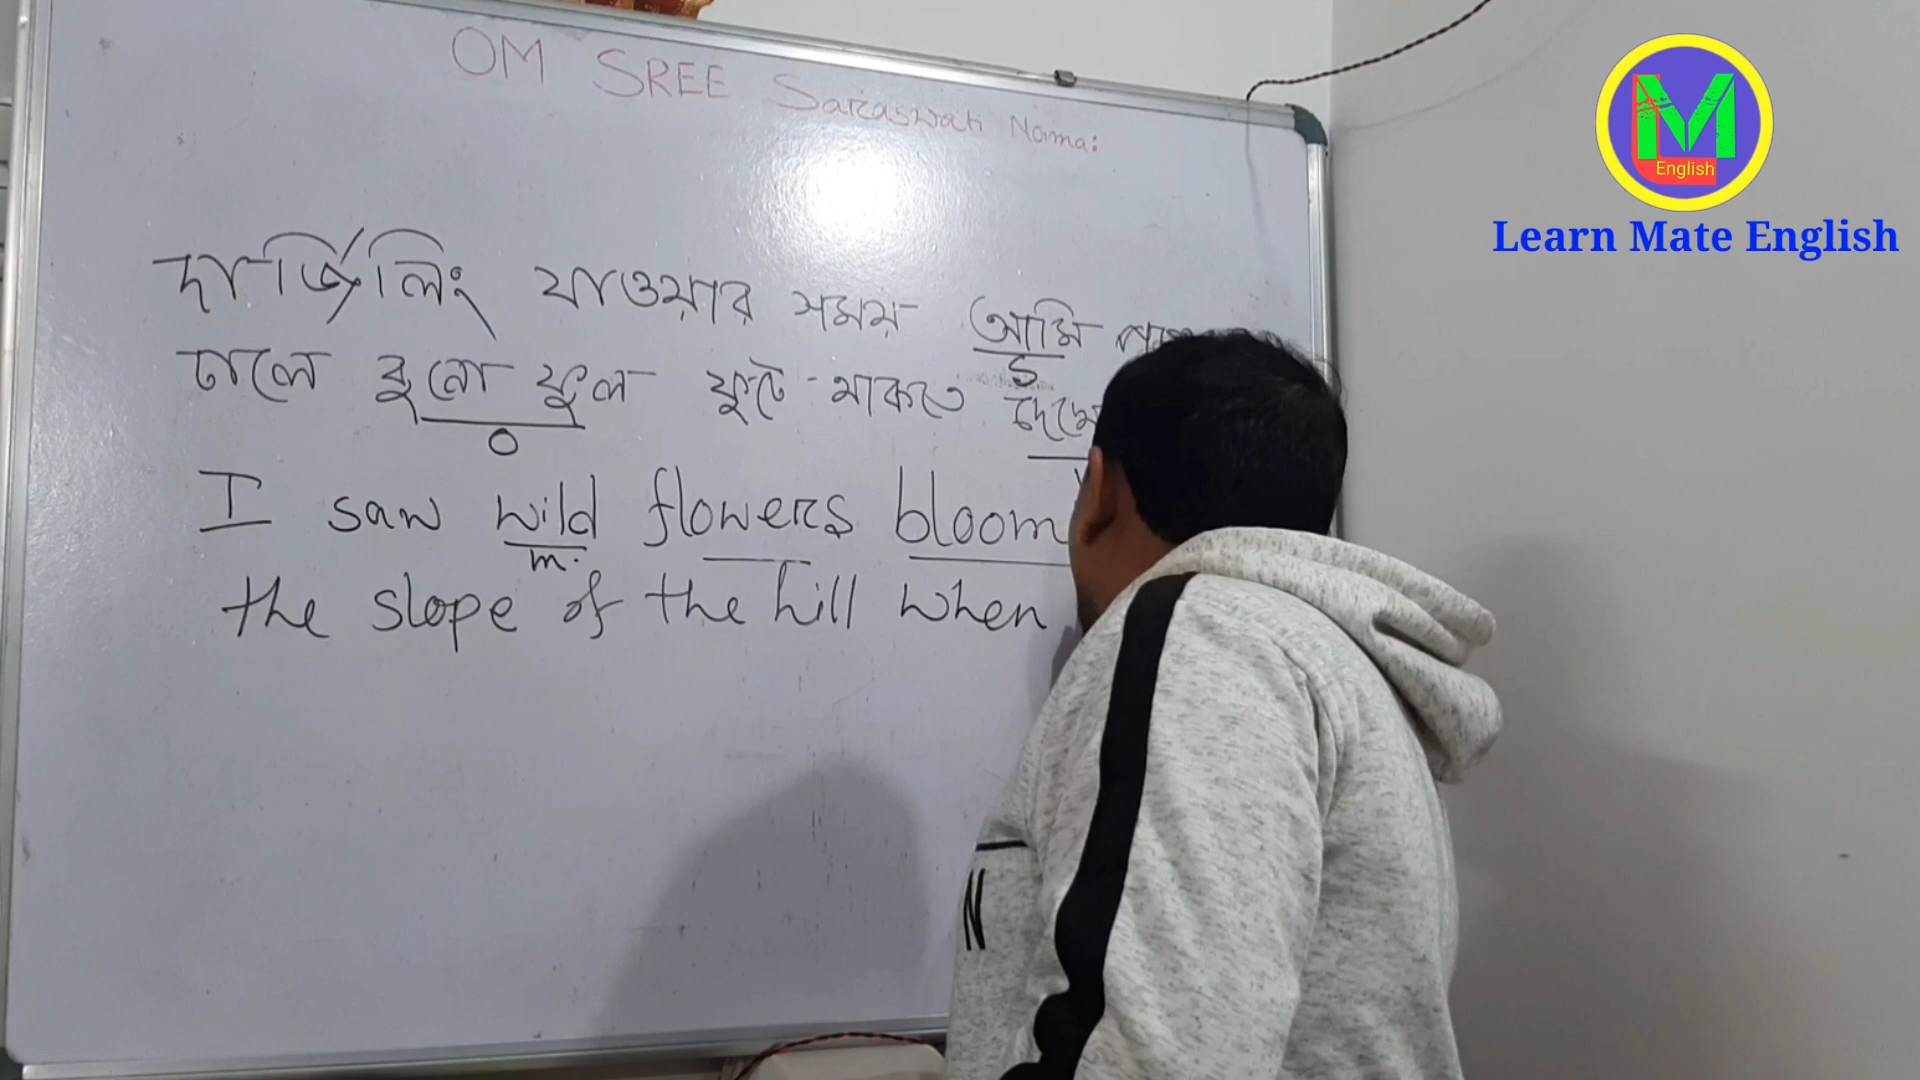 OM SREE Saraswati Nama:
দার্জিলিং যাওয়ার সময় আমি
S
ঢালে বুনো ফুল ফুটে থাকতে
O
I saw wild flowers bloom
m.
the slope of the hill when
N
M
English
Learn Mate English